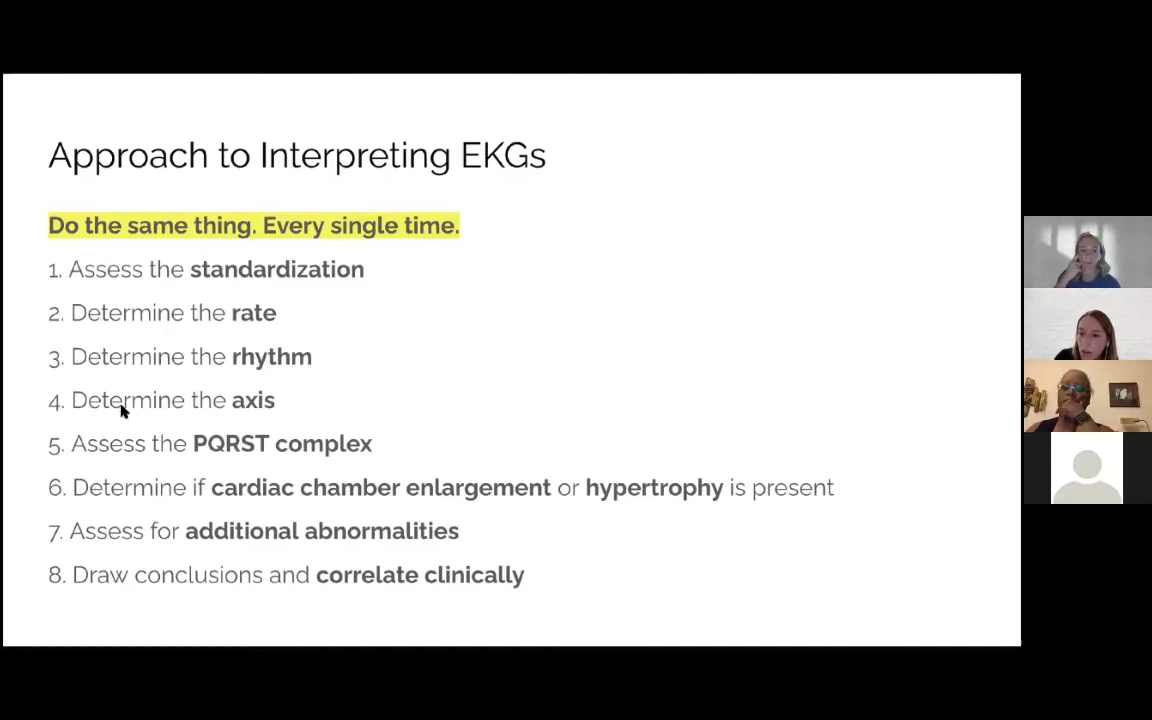 Approach to Interpreting EKGs
Do the same thing. Every single time.
1. Assess the standardization
2. Determine the rate
3. Determine the rhythm
4. Determine the axis
5. Assess the PQRST complex
6. Determine if cardiac chamber enlargement or hypertrophy is present
7. Assess for additional abnormalities
8. Draw conclusions and correlate clinically